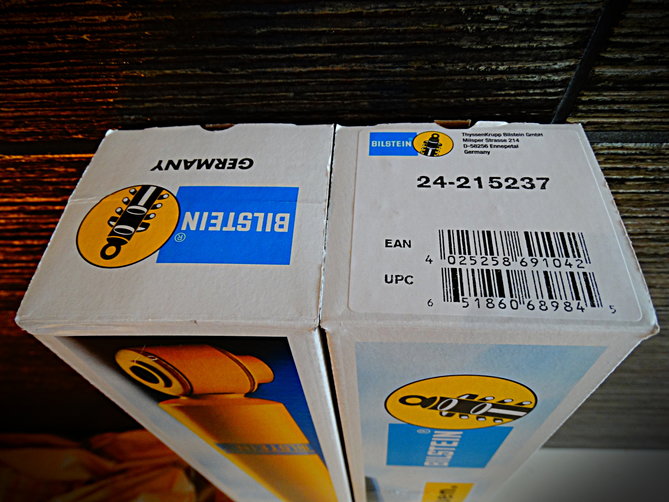 GERMANY
BILSTEIN®
BILSTEIN
ThyssenKrupp Bilstein GmbH
Milsper Strasse 214
D-58256 Ennepetal
Germany
24-215237
EAN
4 025258 691042
UPC
6 51860 68984 5
BILSTEIN
BILSTEIN